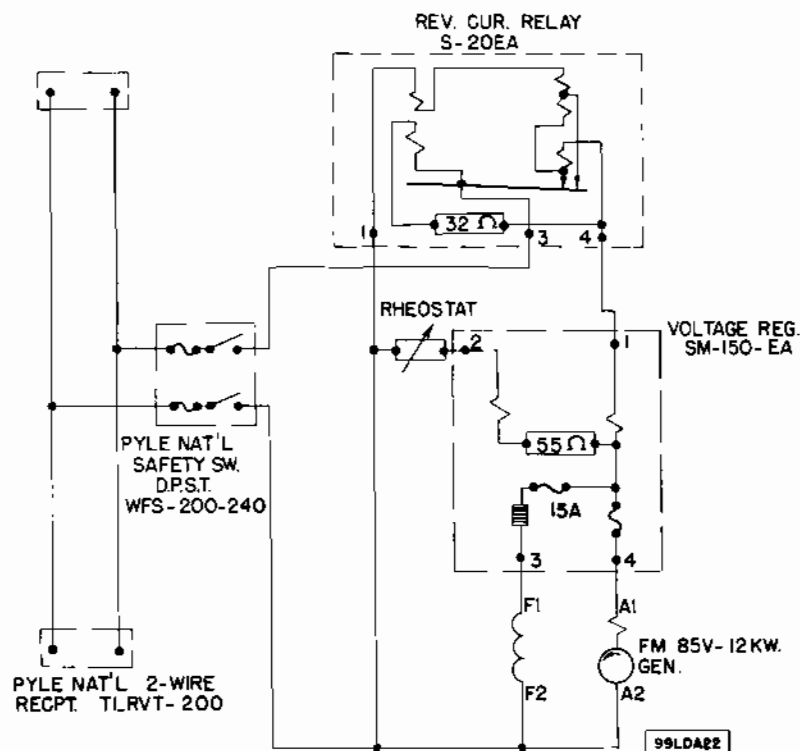 REV. CUR. RELAY
S-20EA
32 Ω
1
3
4
RHEOSTAT
2
1
VOLTAGE REG.
SM-150-EA
55 Ω
15A
PYLE NAT'L
SAFETY SW.
D.P.S.T.
WFS-200-240
3
4
F1
A1
FM 85V-12KW.
GEN.
F2
A2
PYLE NAT'L 2-WIRE
RECPT. TLRVT-200
99LDA22